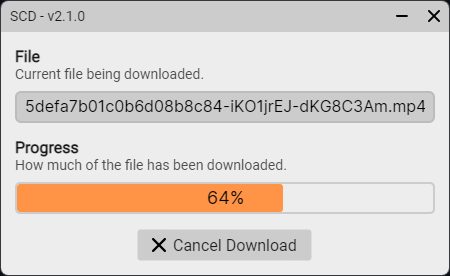 SCD - v2.1.0
File
Current file being downloaded.
5defa7b01c0b6d08b8c84-iKO1jrEJ-dKG8C3Am.mp4
Progress
How much of the file has been downloaded.
64%
Cancel Download